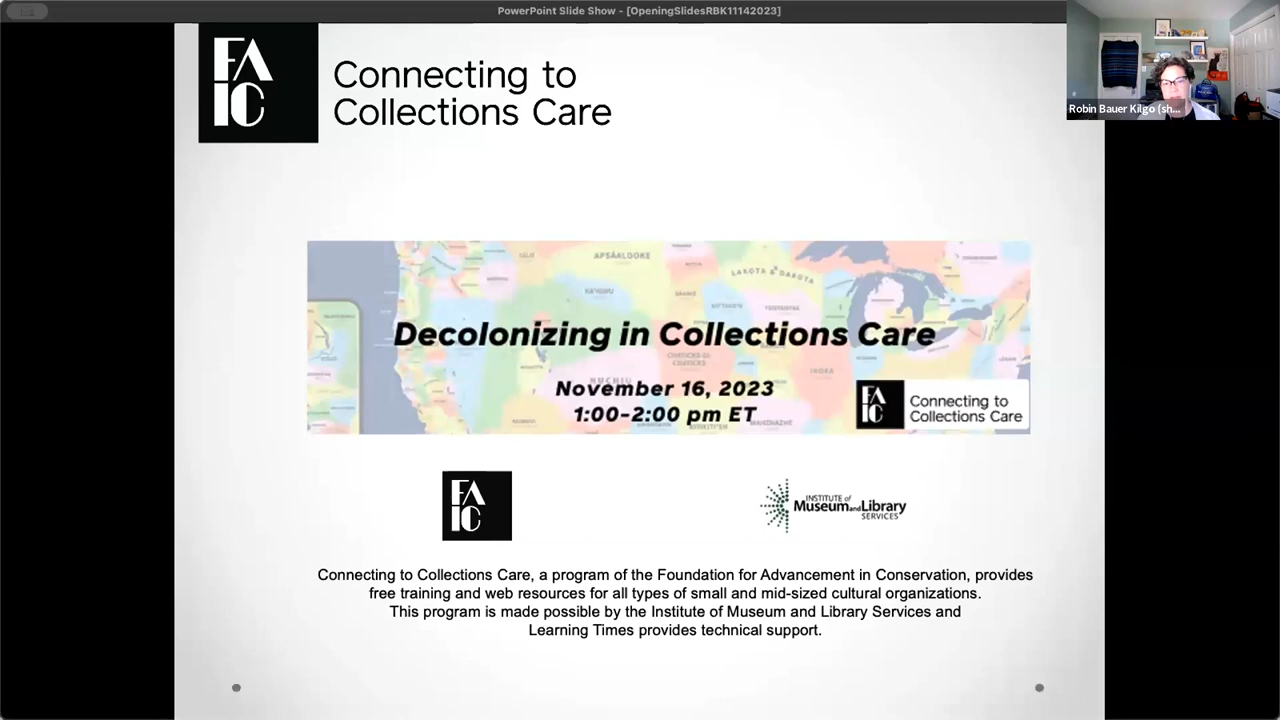 PowerPoint Slide Show - [OpeningSlidesRBK11142023]
Robin Bauer Kilgo (sh...
FA
IC
Connecting to
Collections Care
APSÁALOOKE
LAKOTA & DAKOTA
Decolonizing in Collections Care
November 16, 2023
1:00-2:00 pm ET
FA
IC
Connecting to
Collections Care
FA
IC
INSTITUTE of
Museum and Library
SERVICES
Connecting to Collections Care, a program of the Foundation for Advancement in Conservation, provides
free training and web resources for all types of small and mid-sized cultural organizations.
This program is made possible by the Institute of Museum and Library Services and
Learning Times provides technical support.